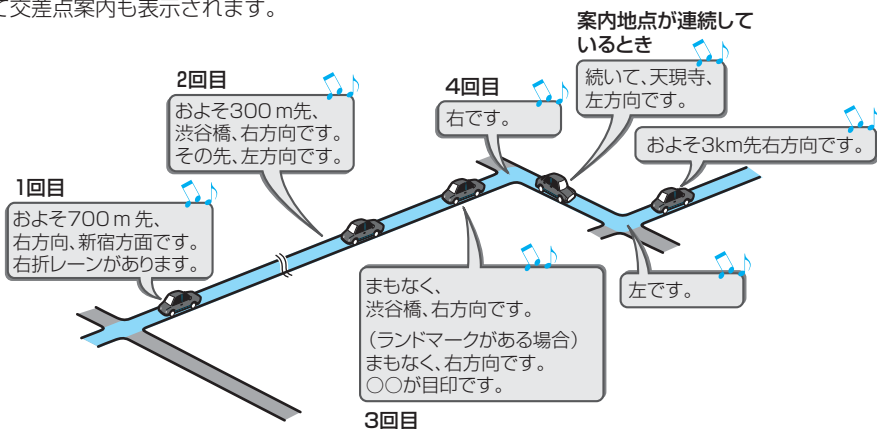 て交差点案内も表示されます。
1回目
およそ700 m 先、
右方向、新宿方面です。
右折レーンがあります。
2回目
およそ300 m先、
渋谷橋、右方向です。
その先、左方向です。
まもなく、
渋谷橋、右方向です。
（ランドマークがある場合）
まもなく、右方向です。
○○が目印です。
3回目
4回目
右です。
案内地点が連続して
いるとき
続いて、天現寺、
左方向です。
左です。
およそ3km先右方向です。